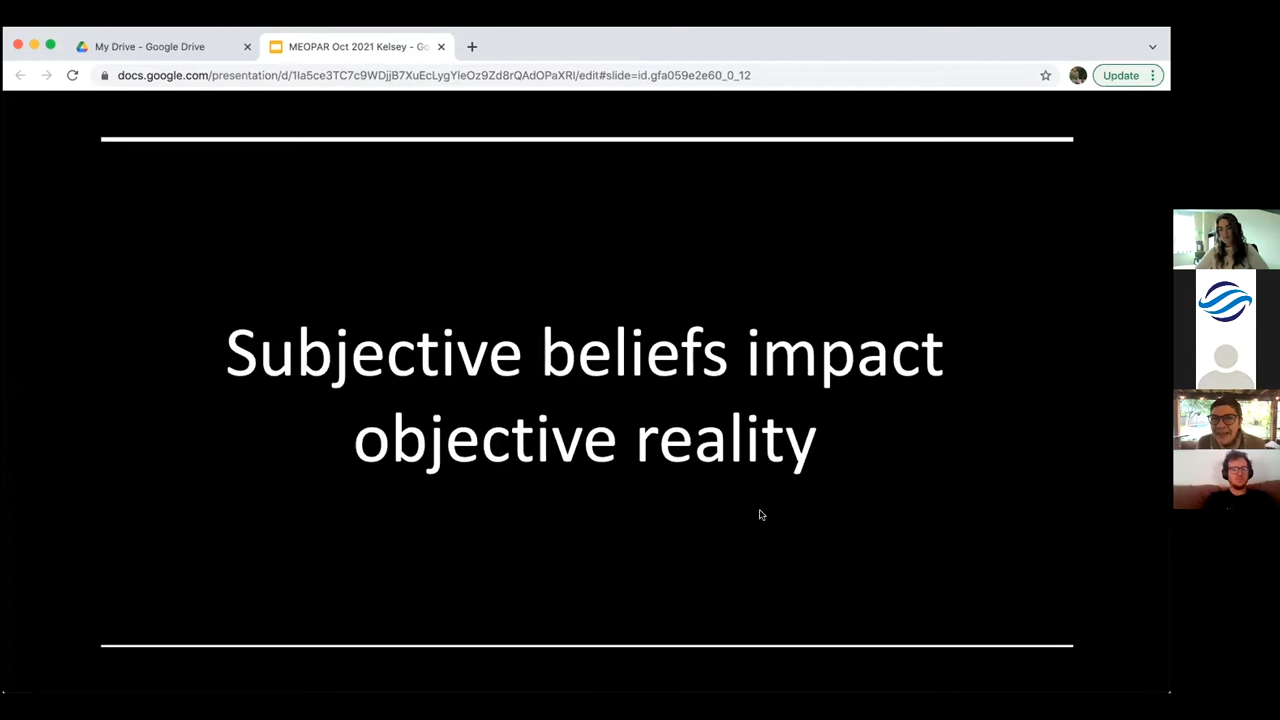 My Drive - Google Drive
MEOPAR Oct 2021 Kelsey - Go
docs.google.com/presentation/d/1Ia5ce3TC7c9WDjjB7XuEcLygYleOz9Zd8rQAdOPaXRI/edit#slide=id.gfa059e2e60_0_12
Update
Subjective beliefs impact
objective reality